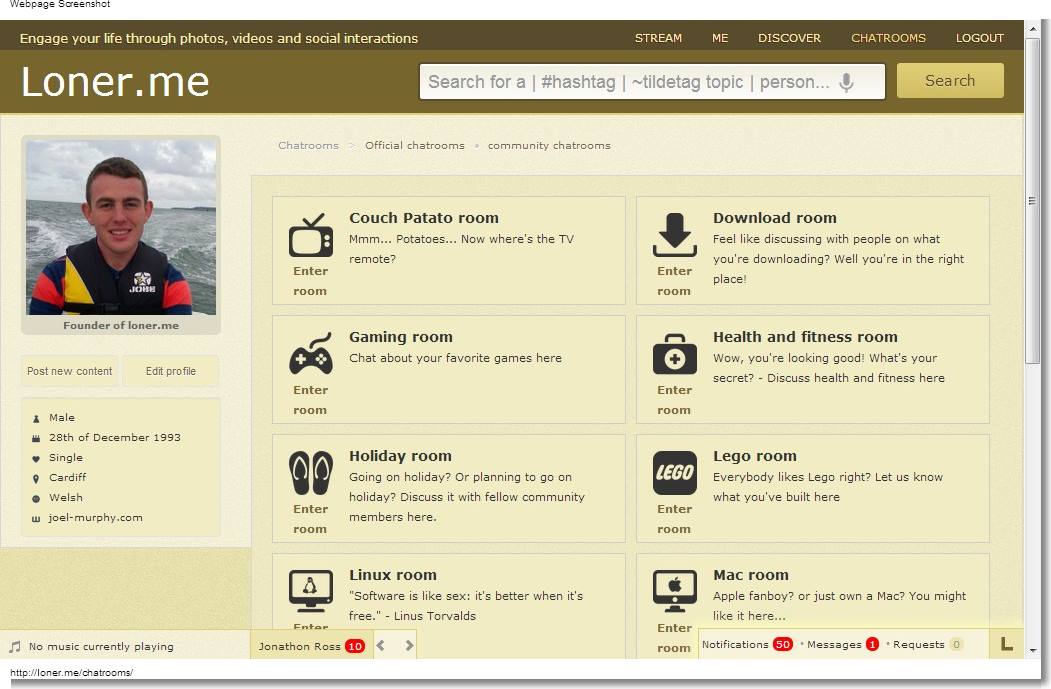 Webpage Screenshot
Engage your life through photos, videos and social interactions
STREAM ME DISCOVER CHATROOMS LOGOUT
Loner.me
Search for a | #hashtag | ~tildetag topic | person...
Search
Chatrooms > Official chatrooms • community chatrooms
JOBE
Founder of loner.me
Post new content
Edit profile
Male
28th of December 1993
Single
Cardiff
Welsh
joel-murphy.com
Couch Patato room
Mmm... Potatoes... Now where's the TV
remote?
Enter
room
Download room
Feel like discussing with people on what
you're downloading? Well you're in the right
place!
Enter
room
Gaming room
Chat about your favorite games here
Enter
room
Health and fitness room
Wow, you're looking good! What's your
secret? - Discuss health and fitness here
Enter
room
Holiday room
Going on holiday? Or planning to go on
holiday? Discuss it with fellow community
members here.
Enter
room
LEGO
Lego room
Everybody likes Lego right? Let us know
what you've built here
Enter
room
Linux room
"Software is like sex: it's better when it's
free." - Linus Torvalds
Enter
Mac room
Apple fanboy? or just own a Mac? You might
like it here...
Enter
room
No music currently playing
Jonathon Ross 10
Notifications 50 • Messages 1 • Requests 0
L
http://loner.me/chatrooms/